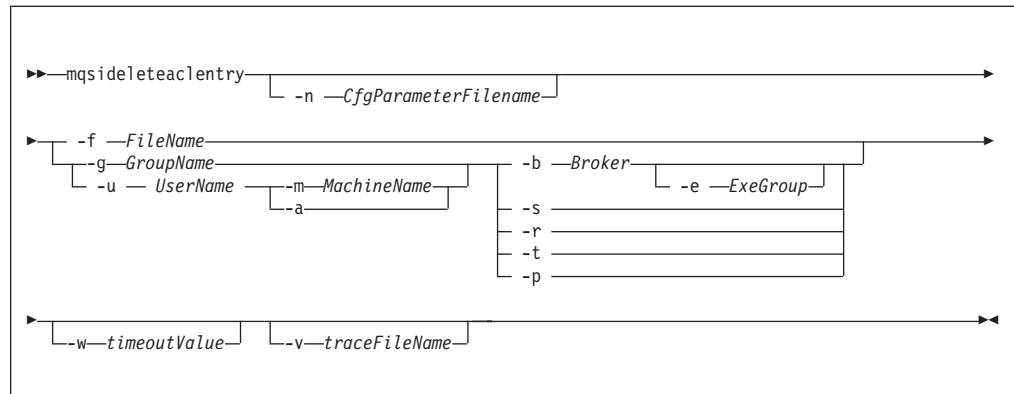 mqsideleteaclentry
-n CfgParameterFilename
-f FileName
-g GroupName -b Broker
-u UserName -m MachineName -e ExeGroup
-a -s
-r
-t
-p
-w timeoutValue -v traceFileName